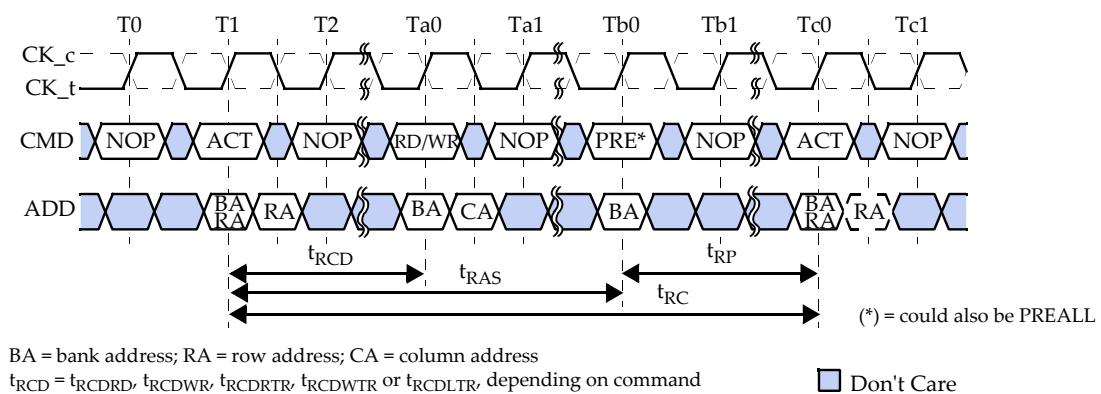 T0 T1 T2 Ta0 Ta1 Tb0 Tb1 Tc0 Tc1
CK_c
CK_t
CMD NOP ACT NOP RD/WR NOP PRE* NOP ACT NOP
ADD BA RA RA BA CA BA BA RA RA
tRCD tRP
tRAS
tRC
(*) = could also be PREALL
BA = bank address; RA = row address; CA = column address
tRCD = tRCDRD, tRCDWR, tRCDRTR, tRCDWTR or tRCDLTR, depending on command
Don't Care